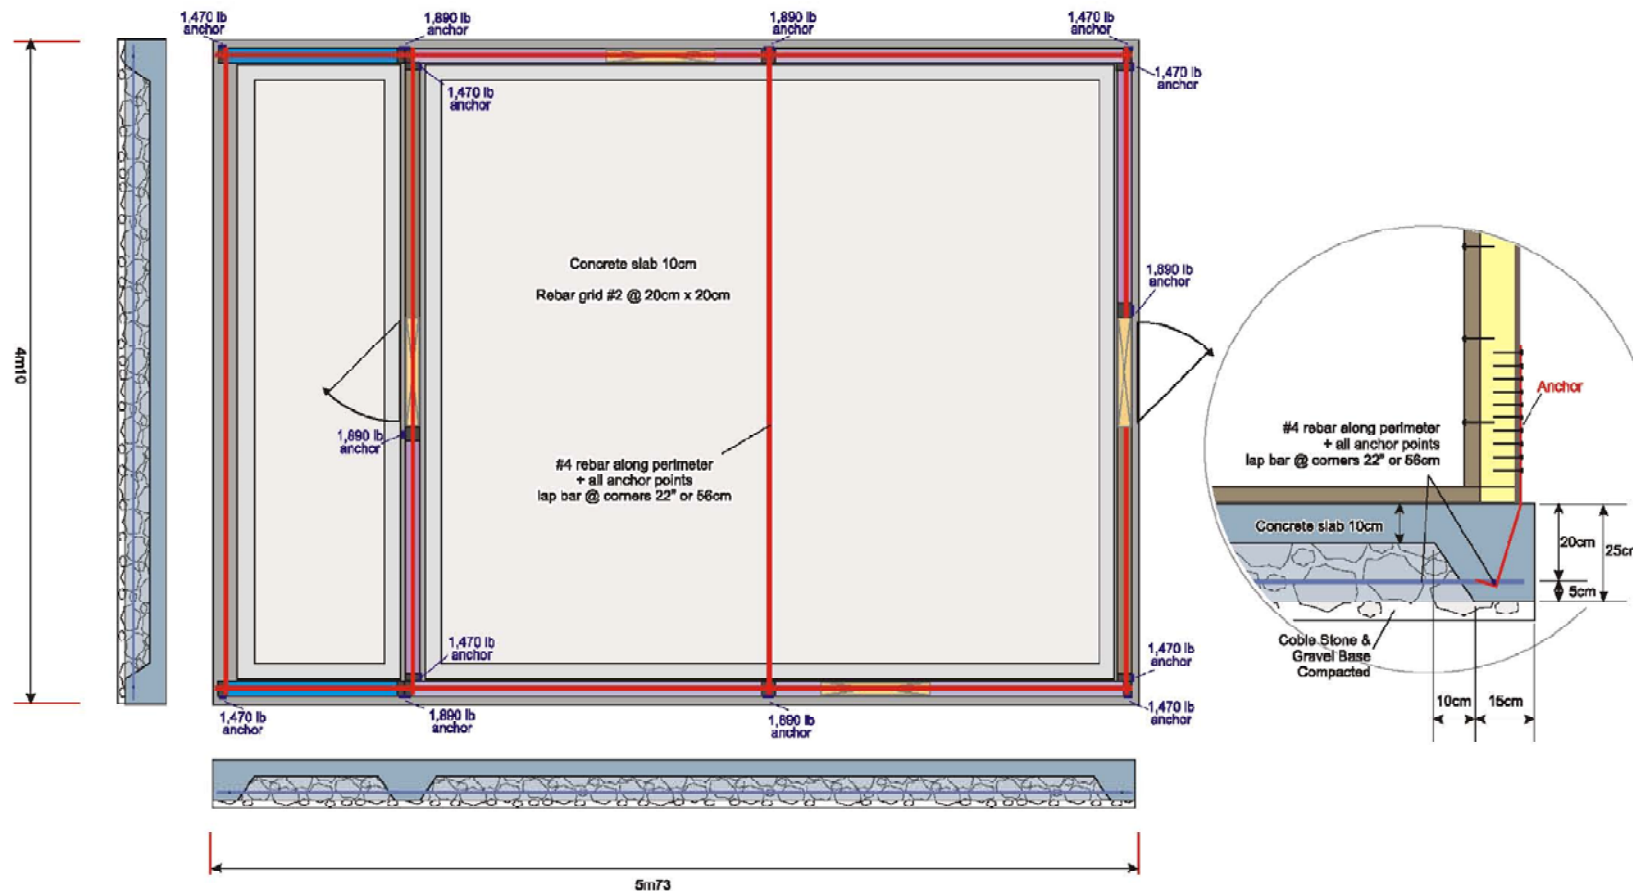 1,470 lb
anchor
1,890 lb
anchor
1,890 lb
anchor
1,470 lb
anchor
1,470 lb
anchor
1,470 lb
anchor
4m10
Concrete slab 10cm
Rebar grid #2 @ 20cm x 20cm
1,890 lb
anchor
1,890 lb
anchor
#4 rebar along perimeter
+ all anchor points
lap bar @ corners 22" or 56cm
Anchor
#4 rebar along perimeter
+ all anchor points
lap bar @ corners 22" or 56cm
Concrete slab 10cm
20cm
25cm
5cm
Coble Stone &
Gravel Base
Compacted
10cm
15cm
1,470 lb
anchor
1,470 lb
anchor
1,470 lb
anchor
1,890 lb
anchor
1,890 lb
anchor
1,470 lb
anchor
5m73